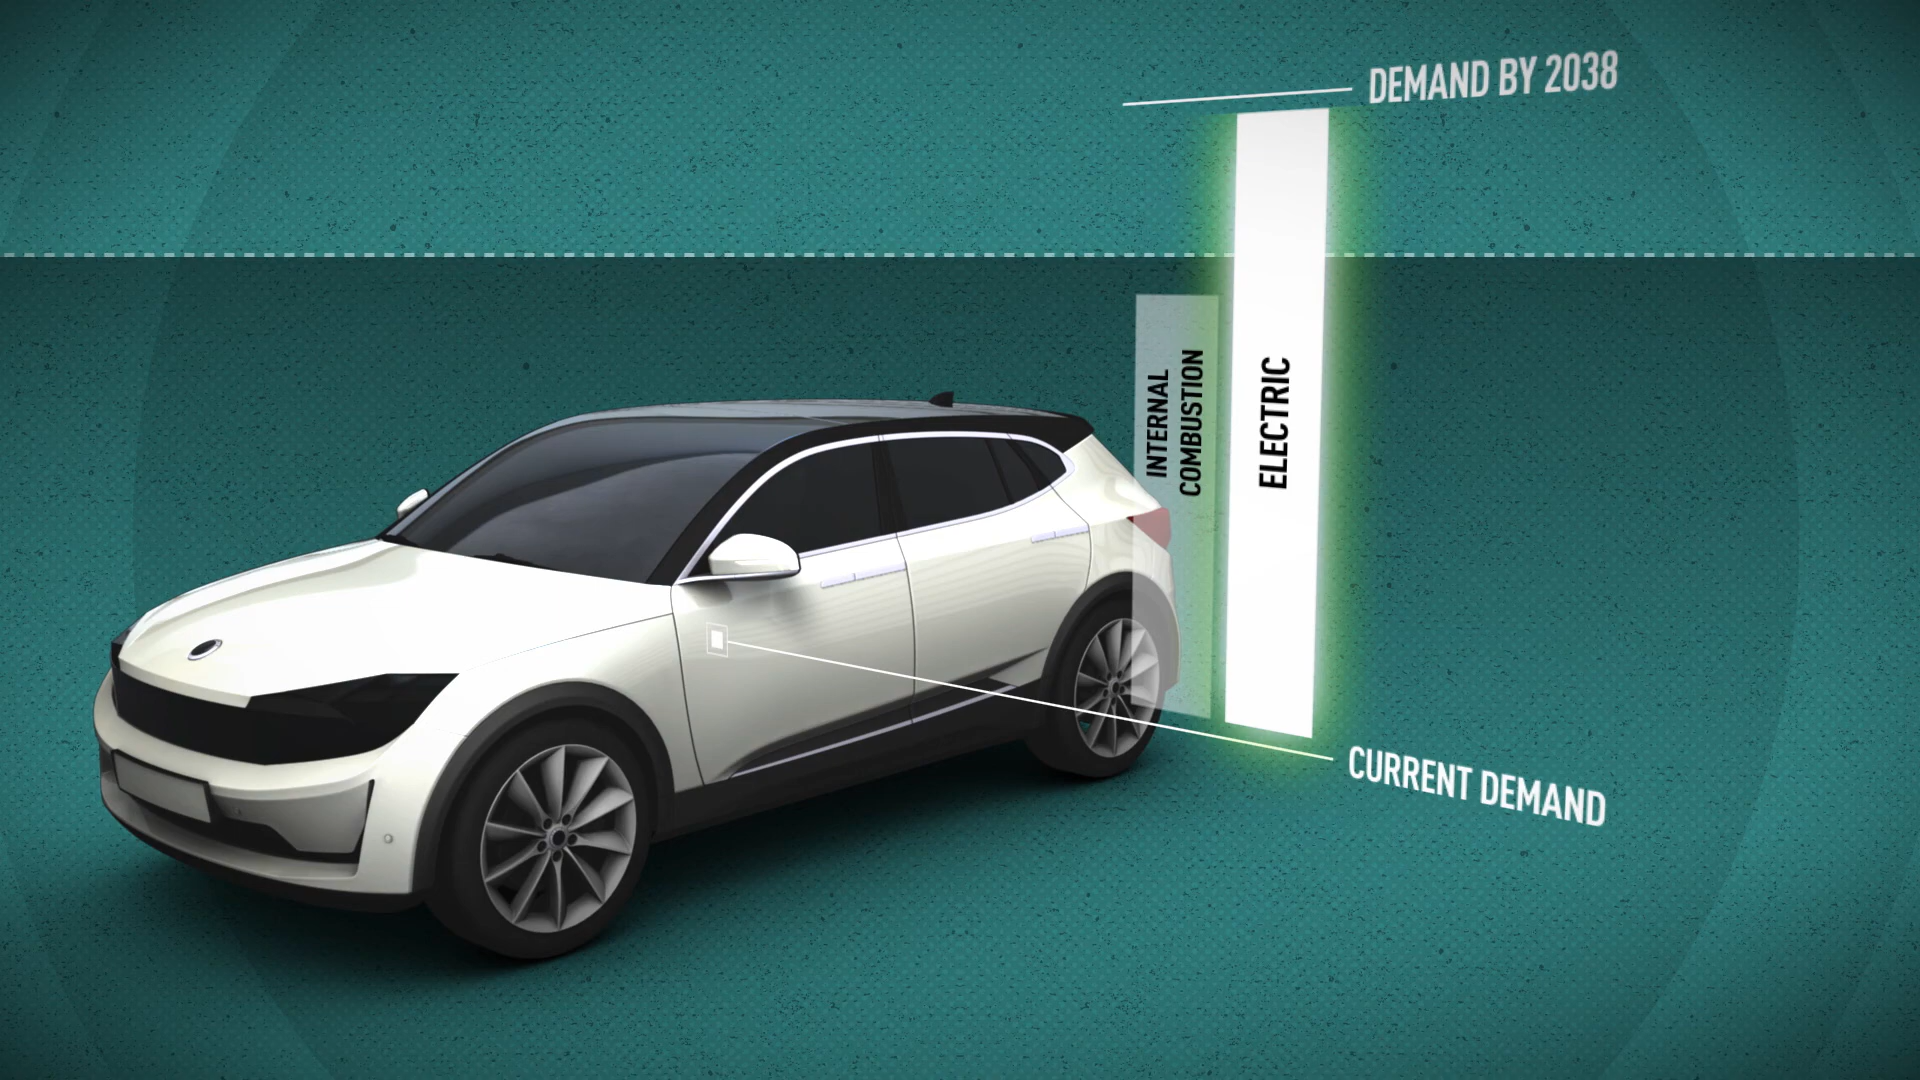 DEMAND BY 2038
INTERNAL
COMBUSTION
ELECTRIC
CURRENT DEMAND